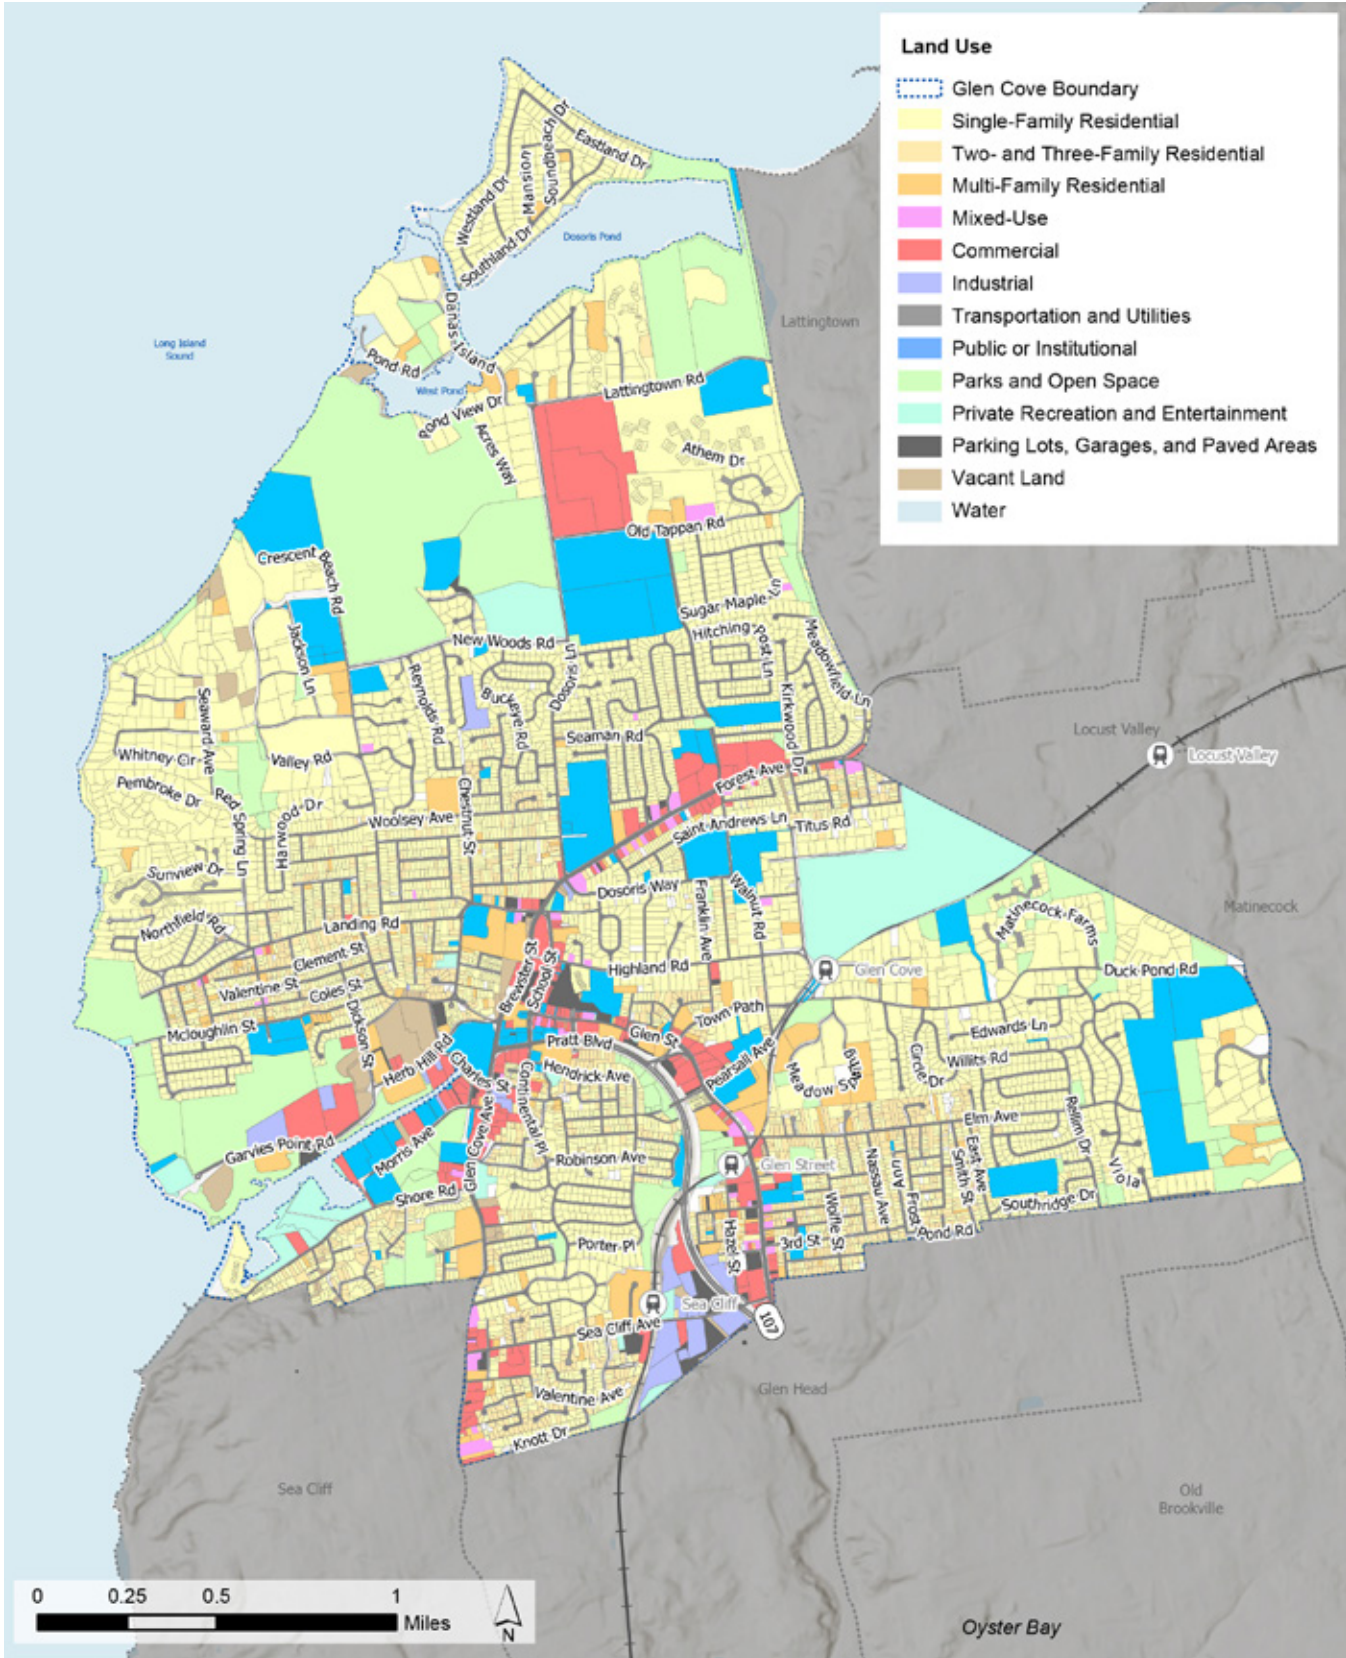 Land Use
Glen Cove Boundary
Single-Family Residential
Two- and Three-Family Residential
Multi-Family Residential
Mixed-Use
Commercial
Industrial
Transportation and Utilities
Public or Institutional
Parks and Open Space
Private Recreation and Entertainment
Parking Lots, Garages, and Paved Areas
Vacant Land
Water
Soundbeach Dr
Eastland Dr
Mansion
Westland Dr
Southland Dr
Dosoris Pond
Danas Island
Lattingtown
Long Island
Sound
Pond Rd
West Pond
Lattingtown Rd
Pond View Dr
Acres Way
Athem Dr
Old Tappan Rd
Crescent Beach Rd
Sugar Maple Ln
Hitching Post Ln
Meadowfield Ln
Jackson Ln
New Woods Rd
Dosoris Ln
Reynolds Rd
Buckeye Rd
Kirkwood Dr
Seaward Ave
Seaman Rd
Locust Valley
Locust Valley
Whitney Cir
Valley Rd
Forest Ave
Pembroke Dr
Red Spring Ln
Harwood Dr
Woolsey Ave
Chestnut St
Saint Andrews Ln
Titus Rd
Sunview Dr
Dosoris Way
Franklin Ave
Walnut Rd
Matinecock Farms
Matinecock
Northfield Rd
Landing Rd
Clement St
Brewster St
School St
Highland Rd
Glen Cove
Duck Pond Rd
Valentine St
Coles St
Dickson St
Mcloughlin St
Town Path
Glen St
Pratt Blvd
Edwards Ln
Herb Hill Rd
Charles St
Hendrick Ave
Pearsall Ave
Meadow Spring
Circle Dr
Willits Rd
Continental Pl
Elm Ave
Rellim Dr
Garvies Point Rd
Morris Ave
Glen Cove Ave
Robinson Ave
Glen Street
Nassau Ave
Ann
Frost
Smith St
East Ave
Viola
Shore Rd
Wolfle St
Southridge Dr
Pond Rd
Porter Pl
Hazel St
3rd St
Sea Cliff
Sea Cliff Ave
107
Glen Head
Valentine Ave
Knott Dr
Sea Cliff
Old
Brookville
0 0.25 0.5 1
Miles
N
Oyster Bay